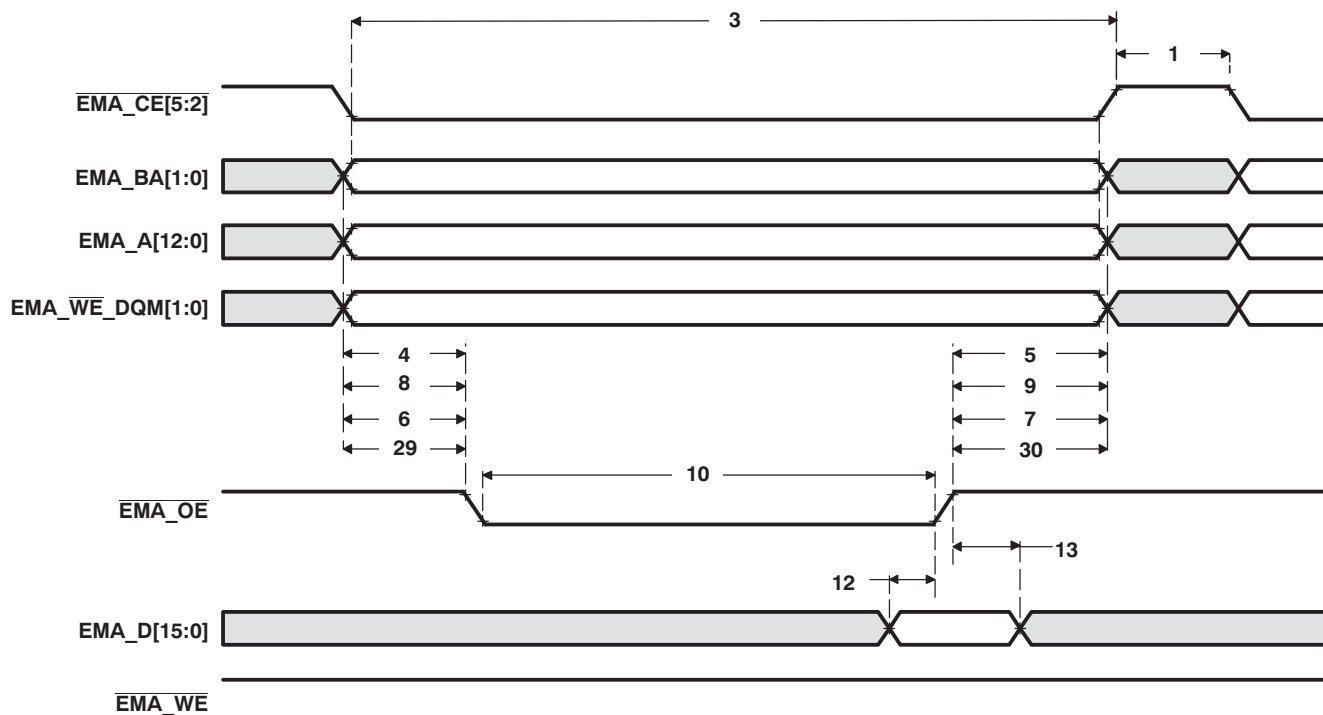 3
1
EMA_CE[5:2]
EMA_BA[1:0]
EMA_A[12:0]
EMA_WE_DQM[1:0]
4 5
8 9
6 7
29 30
10
EMA_OE
13
12
EMA_D[15:0]
EMA_WE